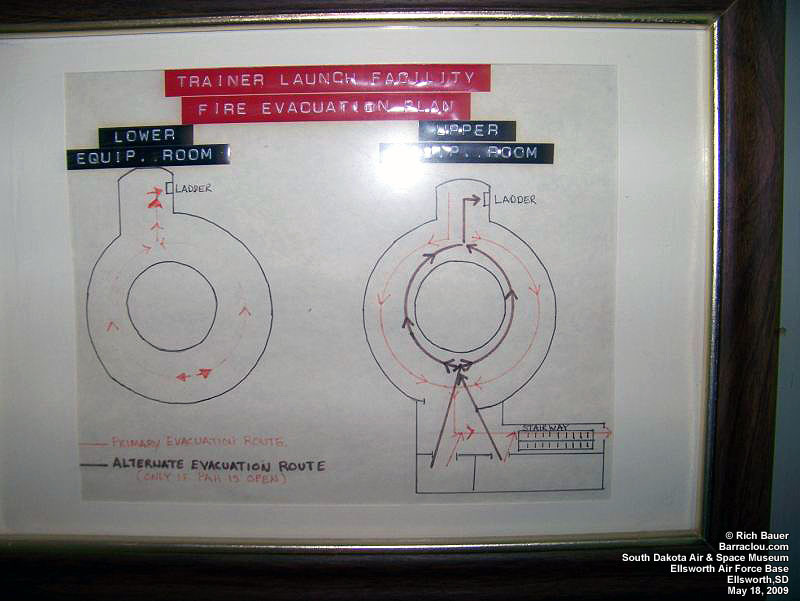 TRAINER LAUNCH FACILITY
FIRE EVACUATION PLAN
LOWER
EQUIP..ROOM
UPPER
EQUIP..ROOM
LADDER
LADDER
STAIRWAY
PRIMARY EVACUATION ROUTE.
ALTERNATE EVACUATION ROUTE
(ONLY IF PAH IS OPEN)
© Rich Bauer
Barraclou.com
South Dakota Air & Space Museum
Ellsworth Air Force Base
Ellsworth,SD
May 18, 2009